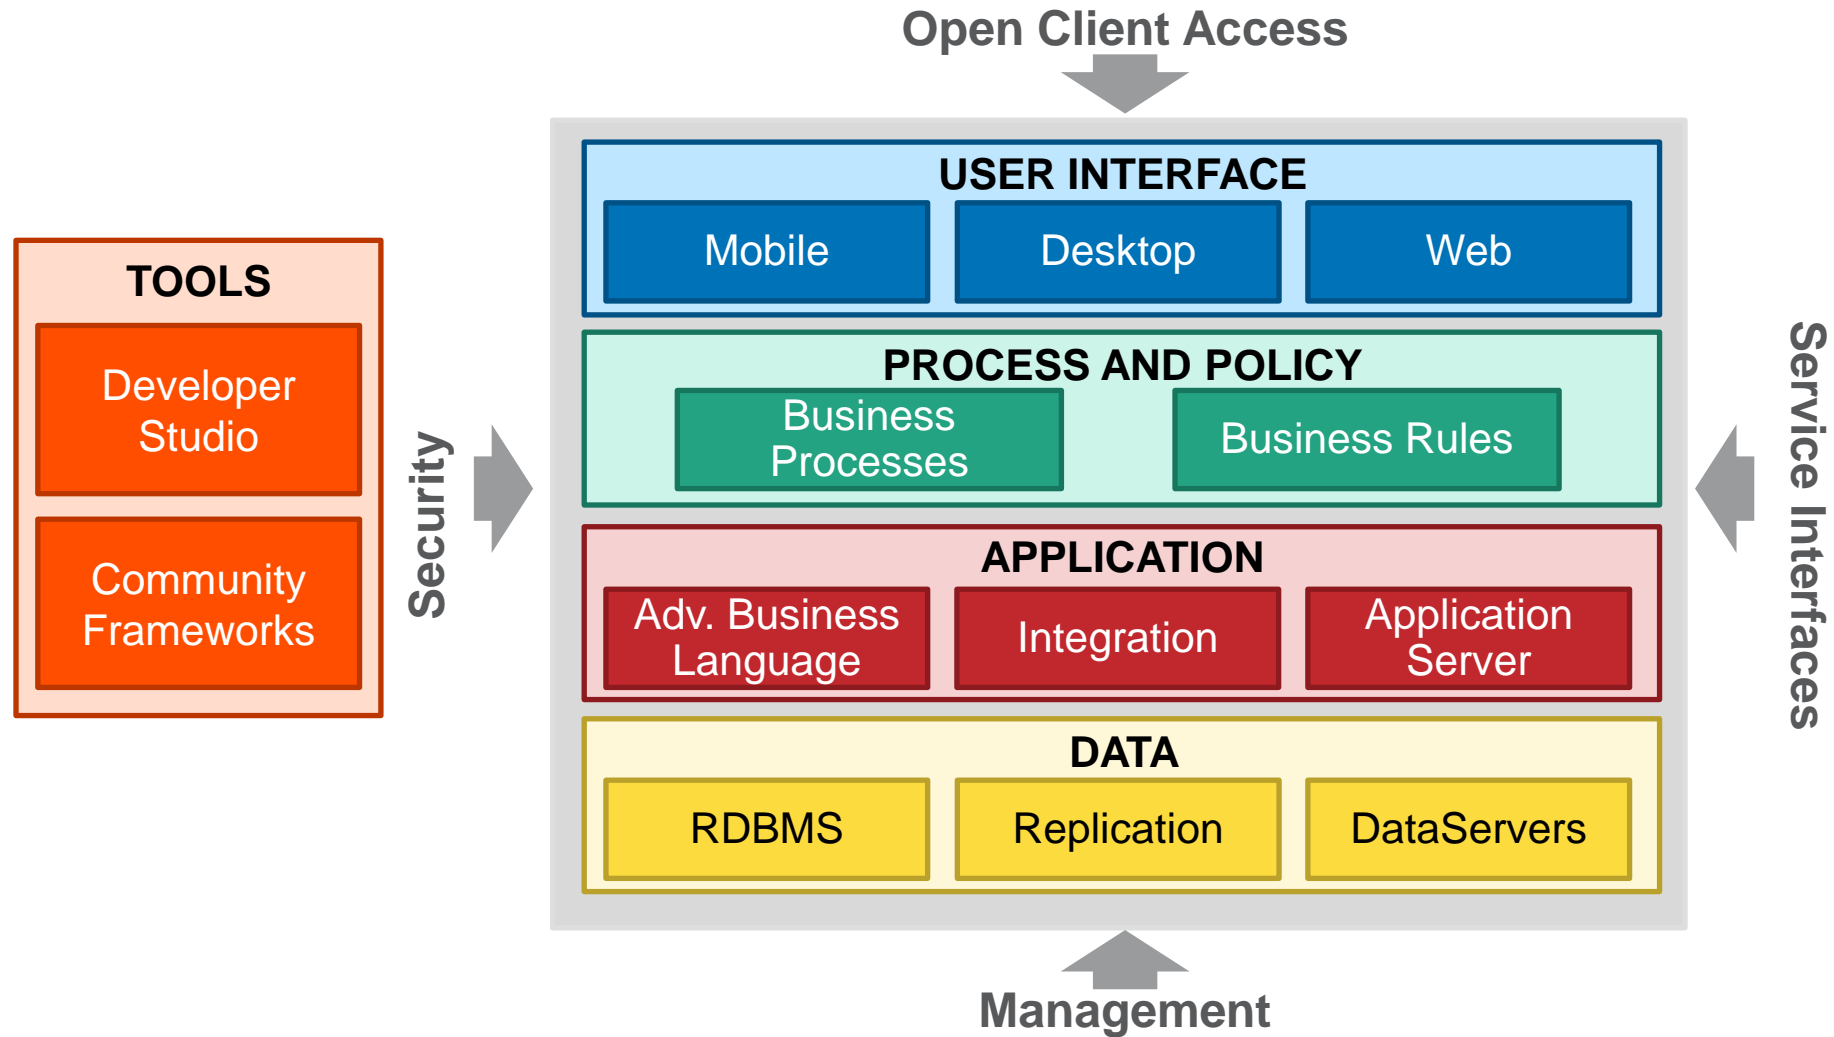 Open Client Access
USER INTERFACE
Mobile
Desktop
Web
TOOLS
Developer
Studio
Community
Frameworks
Security
PROCESS AND POLICY
Business
Processes
Business Rules
APPLICATION
Adv. Business
Language
Integration
Application
Server
DATA
RDBMS
Replication
DataServers
Service Interfaces
Management